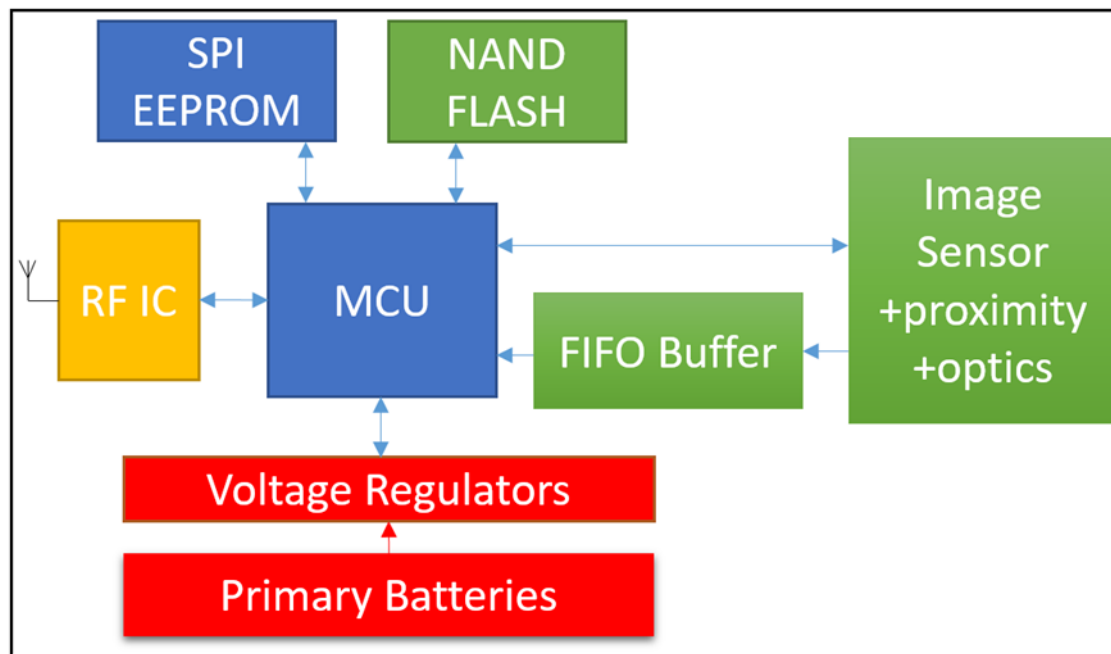 SPI
EEPROM
NAND
FLASH
Image
Sensor
+proximity
+optics
RF IC
MCU
FIFO Buffer
Voltage Regulators
Primary Batteries